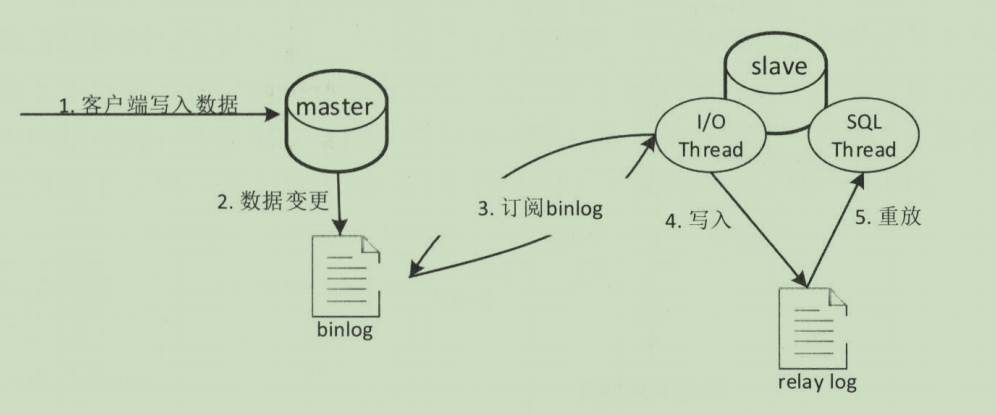 1. 客户端写入数据
master
2. 数据变更
binlog
3. 订阅binlog
slave
I/O
Thread
SQL
Thread
4. 写入
5. 重放
relay log